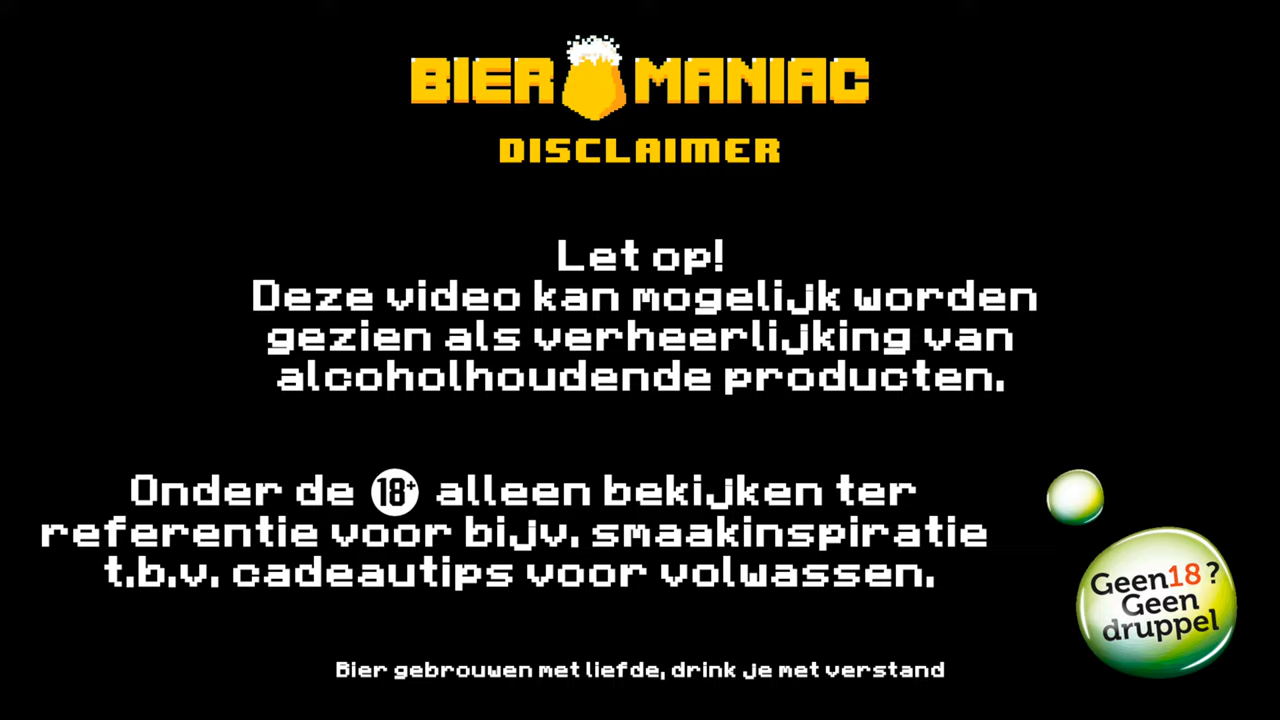 BIER MANIAC
DISCLAIMER
Let op!
Deze video kan mogelijk worden
gezien als verheerlijking van
alcoholhoudende producten.
Onder de 18+ alleen bekijken ter
referentie voor bijv. smaakinspiratie
t.b.v. cadeautips voor volwassen.
Geen18?
Geen
druppel
Bier gebrouwen met liefde, drink je met verstand